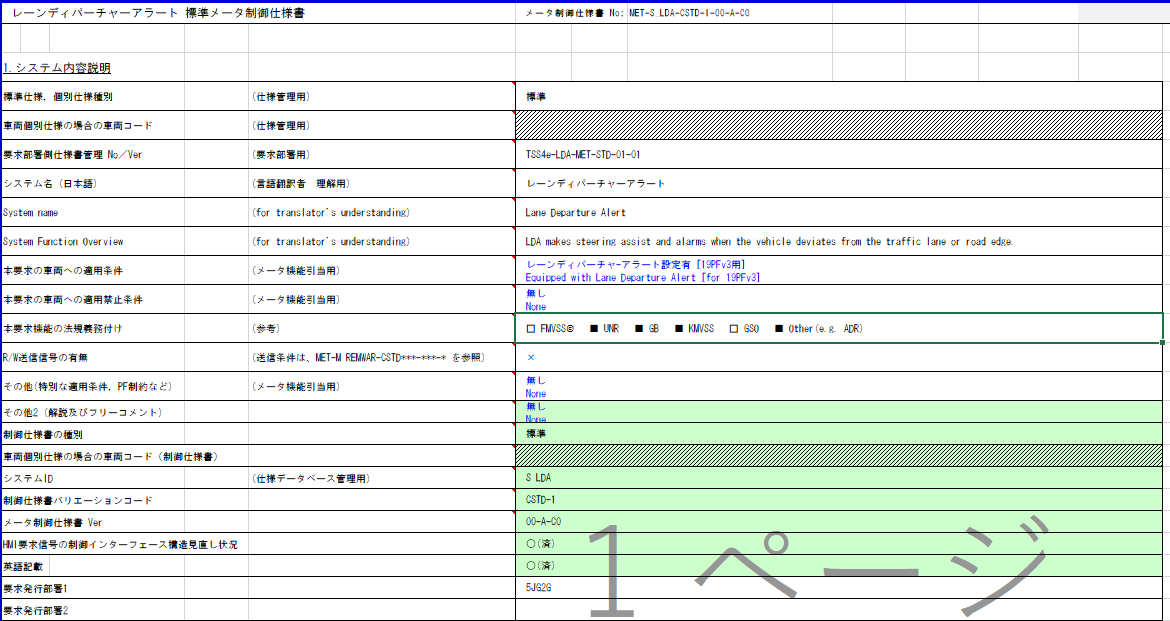 レーンディパーチャーアラート 標準メータ制御仕様書 メータ制御仕様書 No: MET-S_LDA-CSTD-1-00-A-C0
1. システム内容説明
標準仕様，個別仕様種別 (仕様管理用) 標準
車両個別仕様の場合の車両コード (仕様管理用)
要求部署側仕様書管理 No／Ver (要求部署用) TSS4e-LDA-MET-STD-01-01
システム名（日本語） (言語翻訳者　理解用) レーンディパーチャーアラート
System name (for translator's understanding) Lane Departure Alert
System Function Overview (for translator's understanding) LDA makes steering assist and alarms when the vehicle deviates from the traffic lane or road edge.
本要求の車両への適用条件 (メータ機能引当用) レーンディパーチャーアラート設定有 [19PFv3用]
Equipped with Lane Departure Alert [for 19PFv3]
本要求の車両への適用禁止条件 (メータ機能引当用) 無し
None
本要求機能の法規義務付け (参考) □ FMVSS© ■ UNR ■ GB ■ KMVSS □ GSO ■ Other(e.g. ADR)
R/W送信信号の有無 (送信条件は、MET-M_REMWAR-CSTD***-***-* を参照) ×
その他(特別な適用条件，PF制約など) (メータ機能引当用) 無し
None
その他2（解説及びフリーコメント） 無し
None
制御仕様書の種別 標準
車両個別仕様の場合の車両コード（制御仕様書）
システムID (仕様データベース管理用) S_LDA
制御仕様書バリエーションコード CSTD-1
メータ制御仕様書 Ver 00-A-C0
HMI要求信号の制御インターフェース構造見直し状況 〇(済)
英語記載 〇(済)
要求発行部署1 5JG2G
要求発行部署2
1 ページ